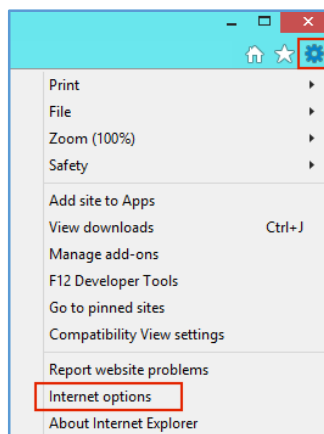 Print
File
Zoom (100%)
Safety
Add site to Apps
View downloads Ctrl+J
Manage add-ons
F12 Developer Tools
Go to pinned sites
Compatibility View settings
Report website problems
Internet options
About Internet Explorer